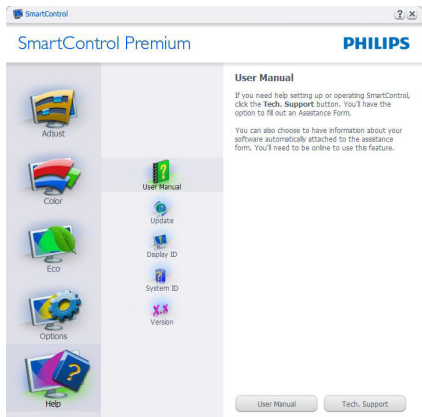 SmartControl
? X
SmartControl Premium
PHILIPS
Adjust
Color
Eco
Options
Help
User Manual
Update
Display ID
System ID
X.X
Version
User Manual
If you need help setting up or operating SmartControl,
click the Tech. Support button. You'll have the
option to fill out an Assistance Form.
You can also choose to have information about your
software automatically attached to the assistance
form. You'll need to be online to use this feature.
User Manual
Tech. Support